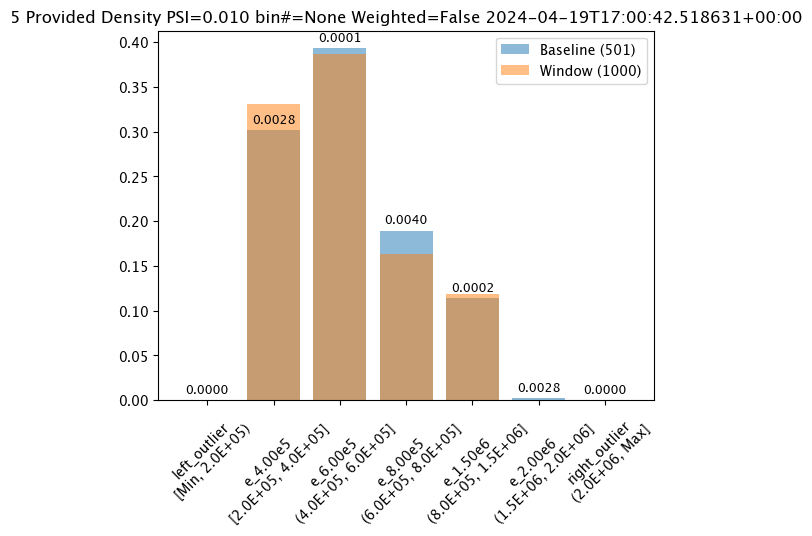 5 Provided Density PSI=0.010 bin#=None Weighted=False 2024-04-19T17:00:42.518631+00:00
Baseline (501)
Window (1000)
0.40
0.35
0.30
0.25
0.20
0.15
0.10
0.05
0.00
0.0000
0.0028
0.0001
0.0040
0.0002
0.0028
0.0000
left_outlier
[Min, 2.0E+05)
e_4.00e5
[2.0E+05, 4.0E+05]
e_6.00e5
(4.0E+05, 6.0E+05]
e_8.00e5
(6.0E+05, 8.0E+05]
e_1.50e6
(8.0E+05, 1.5E+06]
e_2.00e6
(1.5E+06, 2.0E+06]
right_outlier
(2.0E+06, Max]